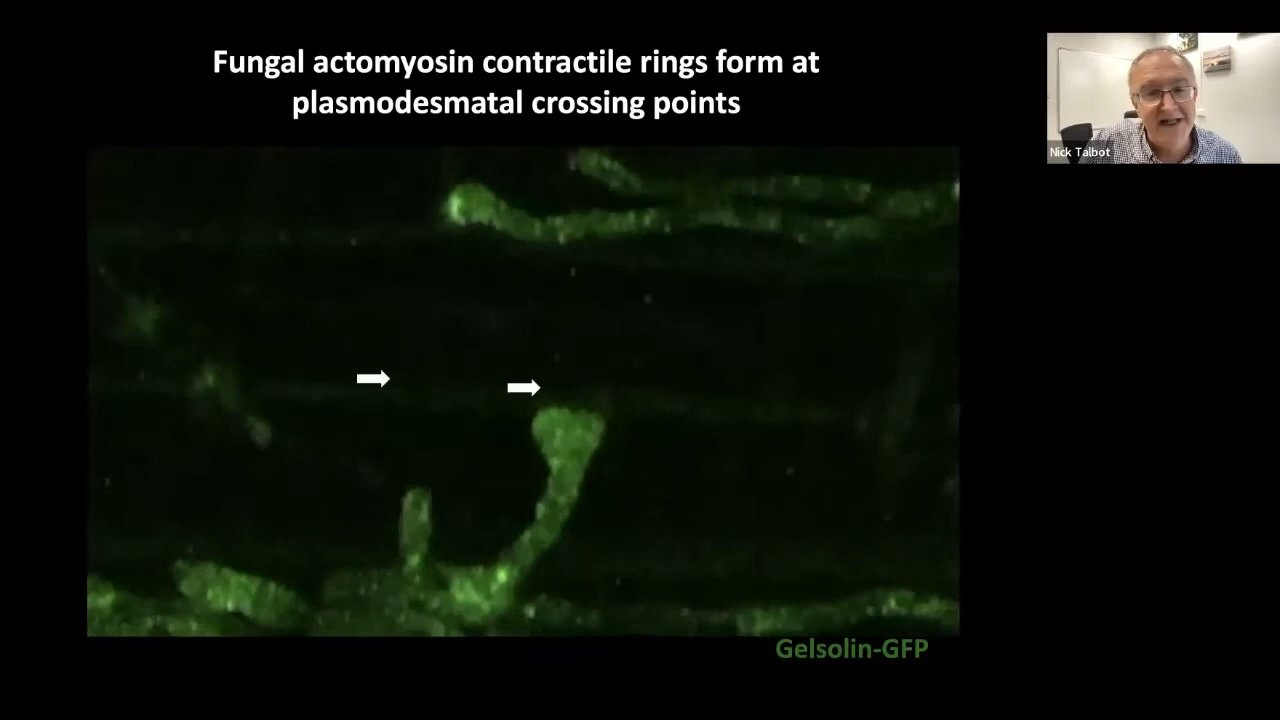 Fungal actomyosin contractile rings form at
plasmodesmatal crossing points
Nick Talbot
Gelsolin-GFP